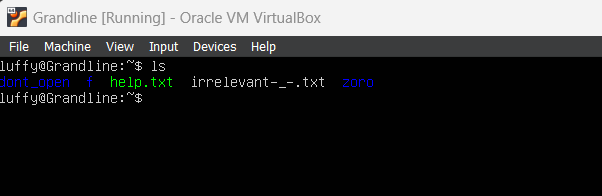 Grandline [Running] - Oracle VM VirtualBox
File Machine View Input Devices Help
luffy@Grandline:~$ ls
dont_open f help.txt irrelevant-_-.txt zoro
luffy@Grandline:~$